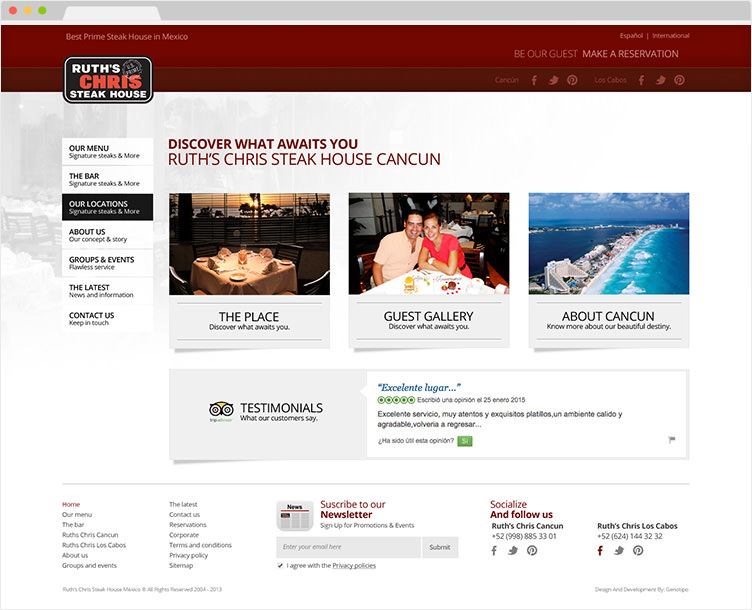 Best Prime Steak House in Mexico
Español | International
BE OUR GUEST MAKE A RESERVATION
RUTH'S
CHRIS
STEAK HOUSE
Cancún
Los Cabos
OUR MENU
Signature steaks & More
THE BAR
Signature steaks & More
OUR LOCATIONS
Signature steaks & More
ABOUT US
Our concept & story
GROUPS & EVENTS
Flawless service
THE LATEST
News and information
CONTACT US
Keep in touch
DISCOVER WHAT AWAITS YOU
RUTH'S CHRIS STEAK HOUSE CANCUN
THE PLACE
Discover what awaits you.
GUEST GALLERY
Discover what awaits you.
ABOUT CANCUN
Know more about our beautiful destiny.
tripadvisor
TESTIMONIALS
What our customers say.
“Excelente lugar...”
Escribió una opinión el 25 enero 2015
Excelente servicio, muy atentos y exquisitos platillos,un ambiente calido y
agradable,volveria a regresar...
¿Ha sido útil esta opinión? Sí
Home
Our menu
The bar
Ruths Chris Cancun
Ruths Chris Los Cabos
About us
Groups and events
The latest
Contact us
Reservations
Corporate
Terms and conditions
Privacy policy
Sitemap
News
Suscribe to our
Newsletter
Sign Up for Promotions & Events
Enter your email here
Submit
I agree with the Privacy policies
Socialize
And follow us
Ruth's Chris Cancun
+52 (998) 885 33 01
Ruth's Chris Los Cabos
+52 (624) 144 32 32
Ruth's Chris Steak House Mexico ® All Rights Reserved 2004 - 2013
Design And Development By: Genotipo